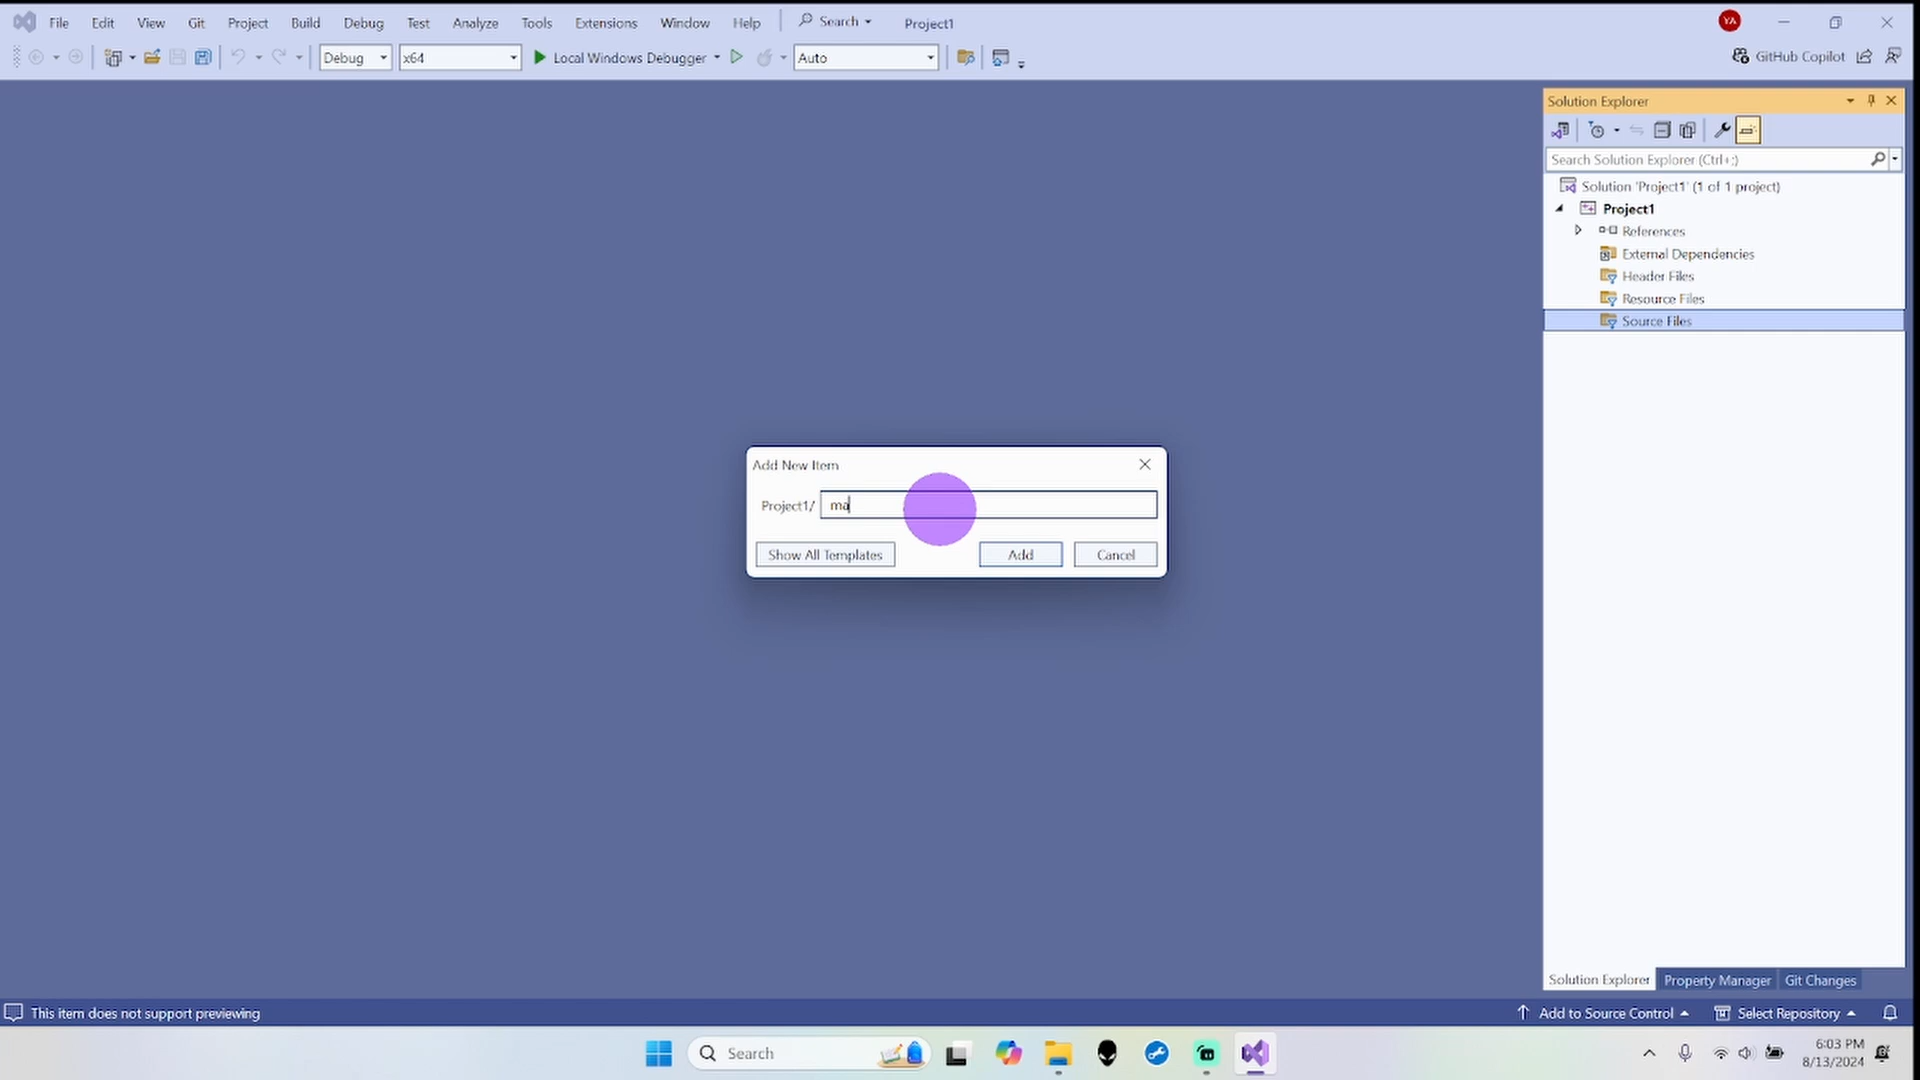 File Edit View Git Project Build Debug Test Analyze Tools Extensions Window Help Search Project1 YA
Debug x64 Local Windows Debugger Auto GitHub Copilot
Solution Explorer
Search Solution Explorer (Ctrl+;)
Solution 'Project1' (1 of 1 project)
Project1
References
External Dependencies
Header Files
Resource Files
Source Files
Add New Item
Project1/ ma
Show All Templates Add Cancel
Solution Explorer Property Manager Git Changes
This item does not support previewing Add to Source Control Select Repository
Search 6:03 PM
8/13/2024